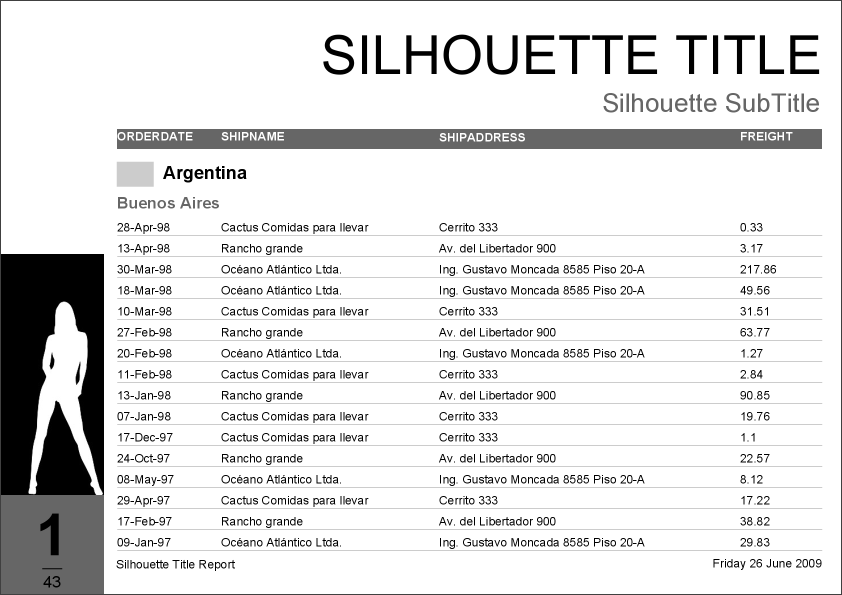 SILHOUETTE TITLE
Silhouette SubTitle
ORDERDATE SHIPNAME SHIPADDRESS FREIGHT
Argentina
Buenos Aires
28-Apr-98 Cactus Comidas para llevar Cerrito 333 0.33
13-Apr-98 Rancho grande Av. del Libertador 900 3.17
30-Mar-98 Océano Atlántico Ltda. Ing. Gustavo Moncada 8585 Piso 20-A 217.86
18-Mar-98 Océano Atlántico Ltda. Ing. Gustavo Moncada 8585 Piso 20-A 49.56
10-Mar-98 Cactus Comidas para llevar Cerrito 333 31.51
27-Feb-98 Rancho grande Av. del Libertador 900 63.77
20-Feb-98 Océano Atlántico Ltda. Ing. Gustavo Moncada 8585 Piso 20-A 1.27
11-Feb-98 Cactus Comidas para llevar Cerrito 333 2.84
13-Jan-98 Rancho grande Av. del Libertador 900 90.85
07-Jan-98 Cactus Comidas para llevar Cerrito 333 19.76
17-Dec-97 Cactus Comidas para llevar Cerrito 333 1.1
24-Oct-97 Rancho grande Av. del Libertador 900 22.57
08-May-97 Océano Atlántico Ltda. Ing. Gustavo Moncada 8585 Piso 20-A 8.12
29-Apr-97 Cactus Comidas para llevar Cerrito 333 17.22
17-Feb-97 Rancho grande Av. del Libertador 900 38.82
09-Jan-97 Océano Atlántico Ltda. Ing. Gustavo Moncada 8585 Piso 20-A 29.83
1
43
Silhouette Title Report Friday 26 June 2009